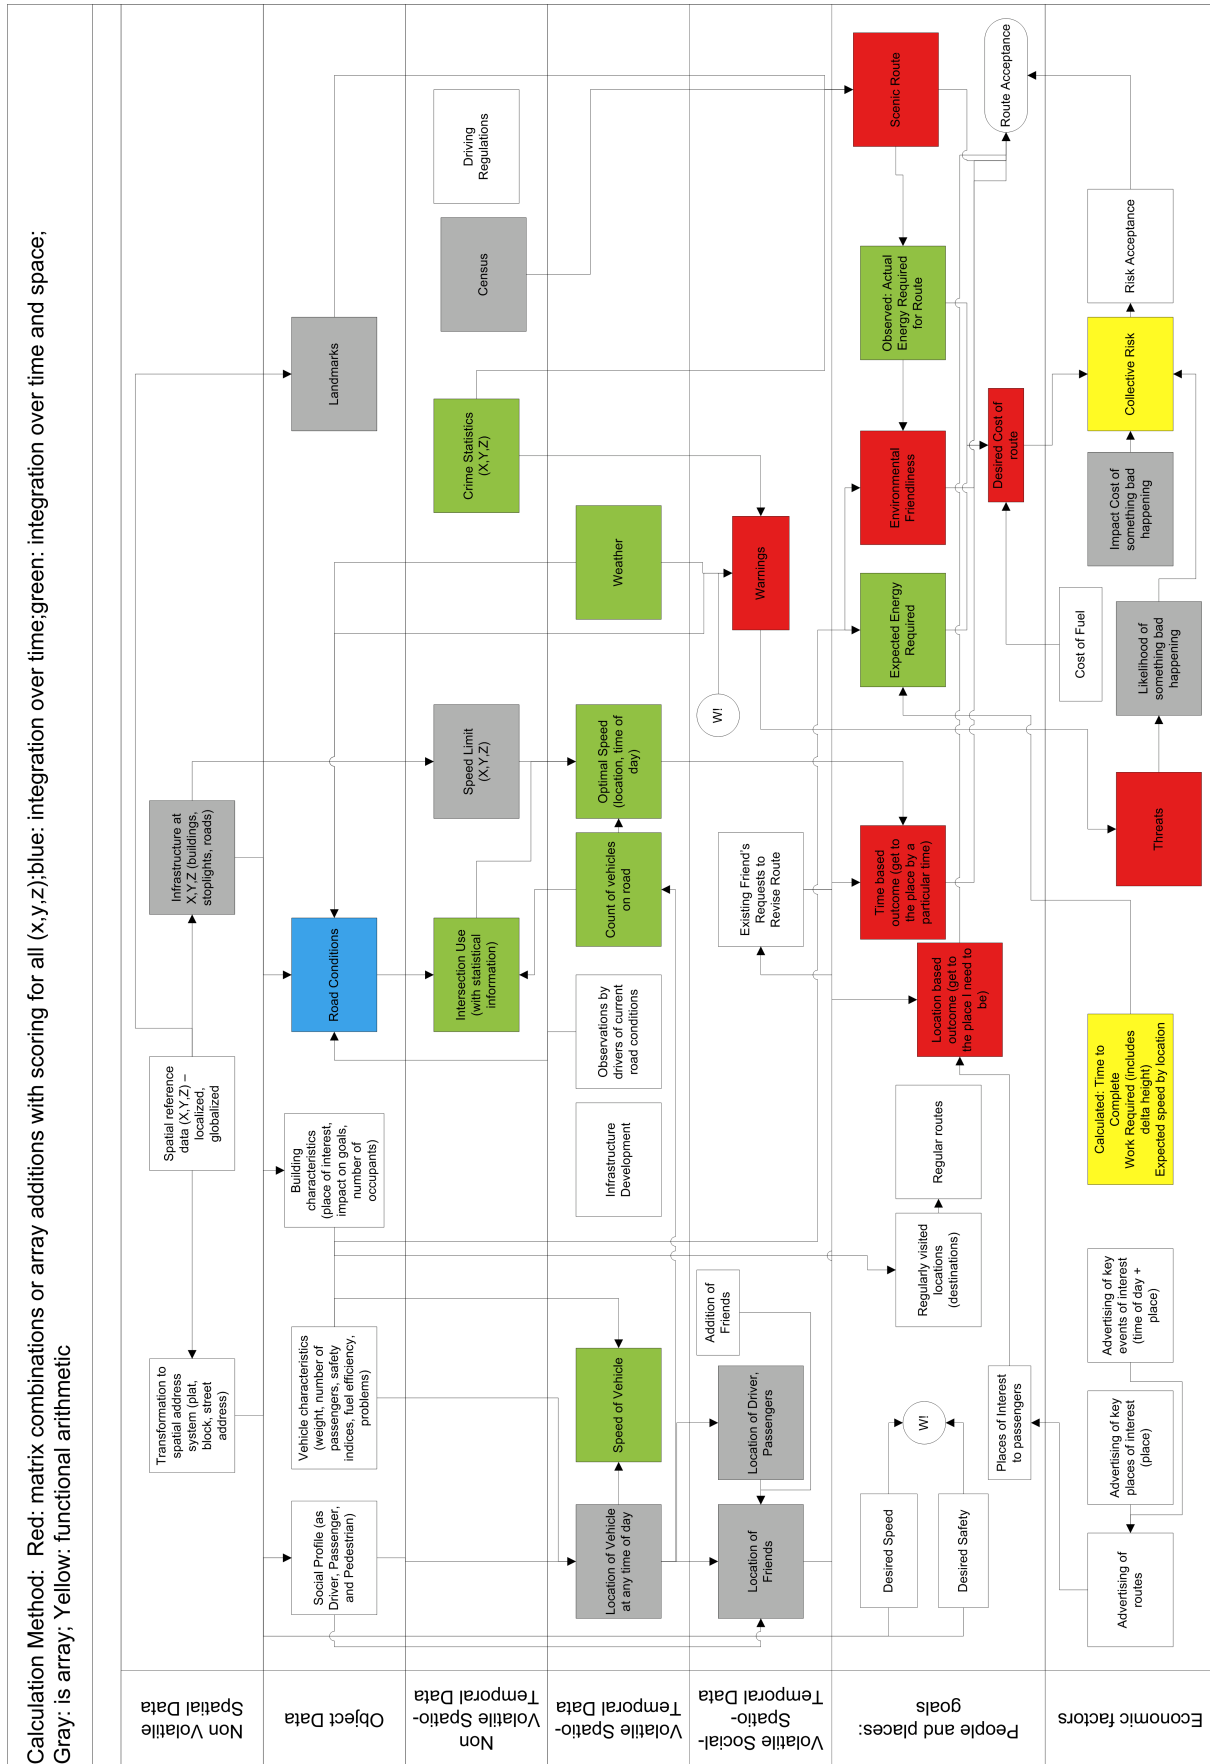 Calculation Method:  Red: matrix combinations or array additions with scoring for all (x,y,z);blue: integration over time;green: integration over time and space;
Gray: is array; Yellow: functional arithmetic
Non Volatile
Spatial Data
Transformation to
spatial address
system (plat,
block, street
address)
Spatial reference
data (X,Y,Z) –
localized,
globalized
Infrastructure at
X,Y,Z (buildings,
stoplights, roads)
Object Data
Social Profile (as
Driver, Passenger,
and Pedestrian)
Vehicle characteristics
(weight, number of
passengers, safety
indices, fuel efficiency,
problems)
Building
characteristics
(place of interest,
impact on goals,
number of
occupants)
Road Conditions
Landmarks
Non
Volatile Spatio-
Temporal Data
Intersection Use
(with statistical
information)
Speed Limit
(X,Y,Z)
Crime Statistics
(X,Y,Z)
Census
Driving
Regulations
Volatile Spatio-
Temporal Data
Location of Vehicle
at any time of day
Speed of Vehicle
Infrastructure
Development
Observations by
drivers of current
road conditions
Count of vehicles
on road
Optimal Speed
(location, time of
day)
Weather
Volatile Social-
Spatio-
Temporal Data
Location of
Friends
Location of Driver,
Passengers
Addition of
Friends
Existing Friend's
Requests to
Revise Route
W!
Warnings
People and places:
goals
Desired Speed
Desired Safety
W!
Places of Interest
to passengers
Regularly visited
locations
(destinations)
Regular routes
Location based
outcome (get to
the place I need to
be)
Time based
outcome (get to
the place by a
particular time)
Expected Energy
Required
Environmental
Friendliness
Desired Cost of
route
Observed: Actual
Energy Required
for Route
Scenic Route
Route Acceptance
Economic factors
Advertising of
routes
Advertising of key
places of interest
(place)
Advertising of key
events of interest
(time of day +
place)
Calculated: Time to
Complete
Work Required (includes
delta height)
Expected speed by location
Threats
Likelihood of
something bad
happening
Cost of Fuel
Impact Cost of
something bad
happening
Collective Risk
Risk Acceptance